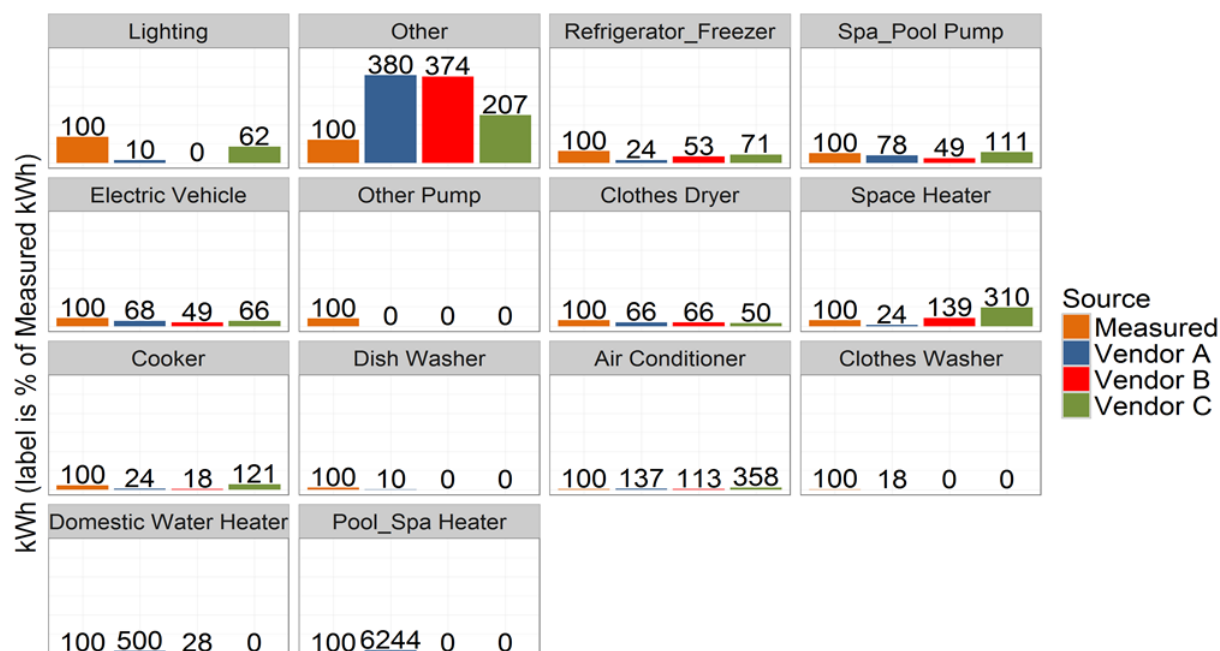 kWh (label is % of Measured kWh)
Lighting
100 10 0 62
Other
100 380 374 207
Refrigerator_Freezer
100 24 53 71
Spa_Pool Pump
100 78 49 111
Electric Vehicle
100 68 49 66
Other Pump
100 0 0 0
Clothes Dryer
100 66 66 50
Space Heater
100 24 139 310
Cooker
100 24 18 121
Dish Washer
100 10 0 0
Air Conditioner
100 137 113 358
Clothes Washer
100 18 0 0
Domestic Water Heater
100 500 28 0
Pool_Spa Heater
100 6244 0 0
Source
Measured
Vendor A
Vendor B
Vendor C